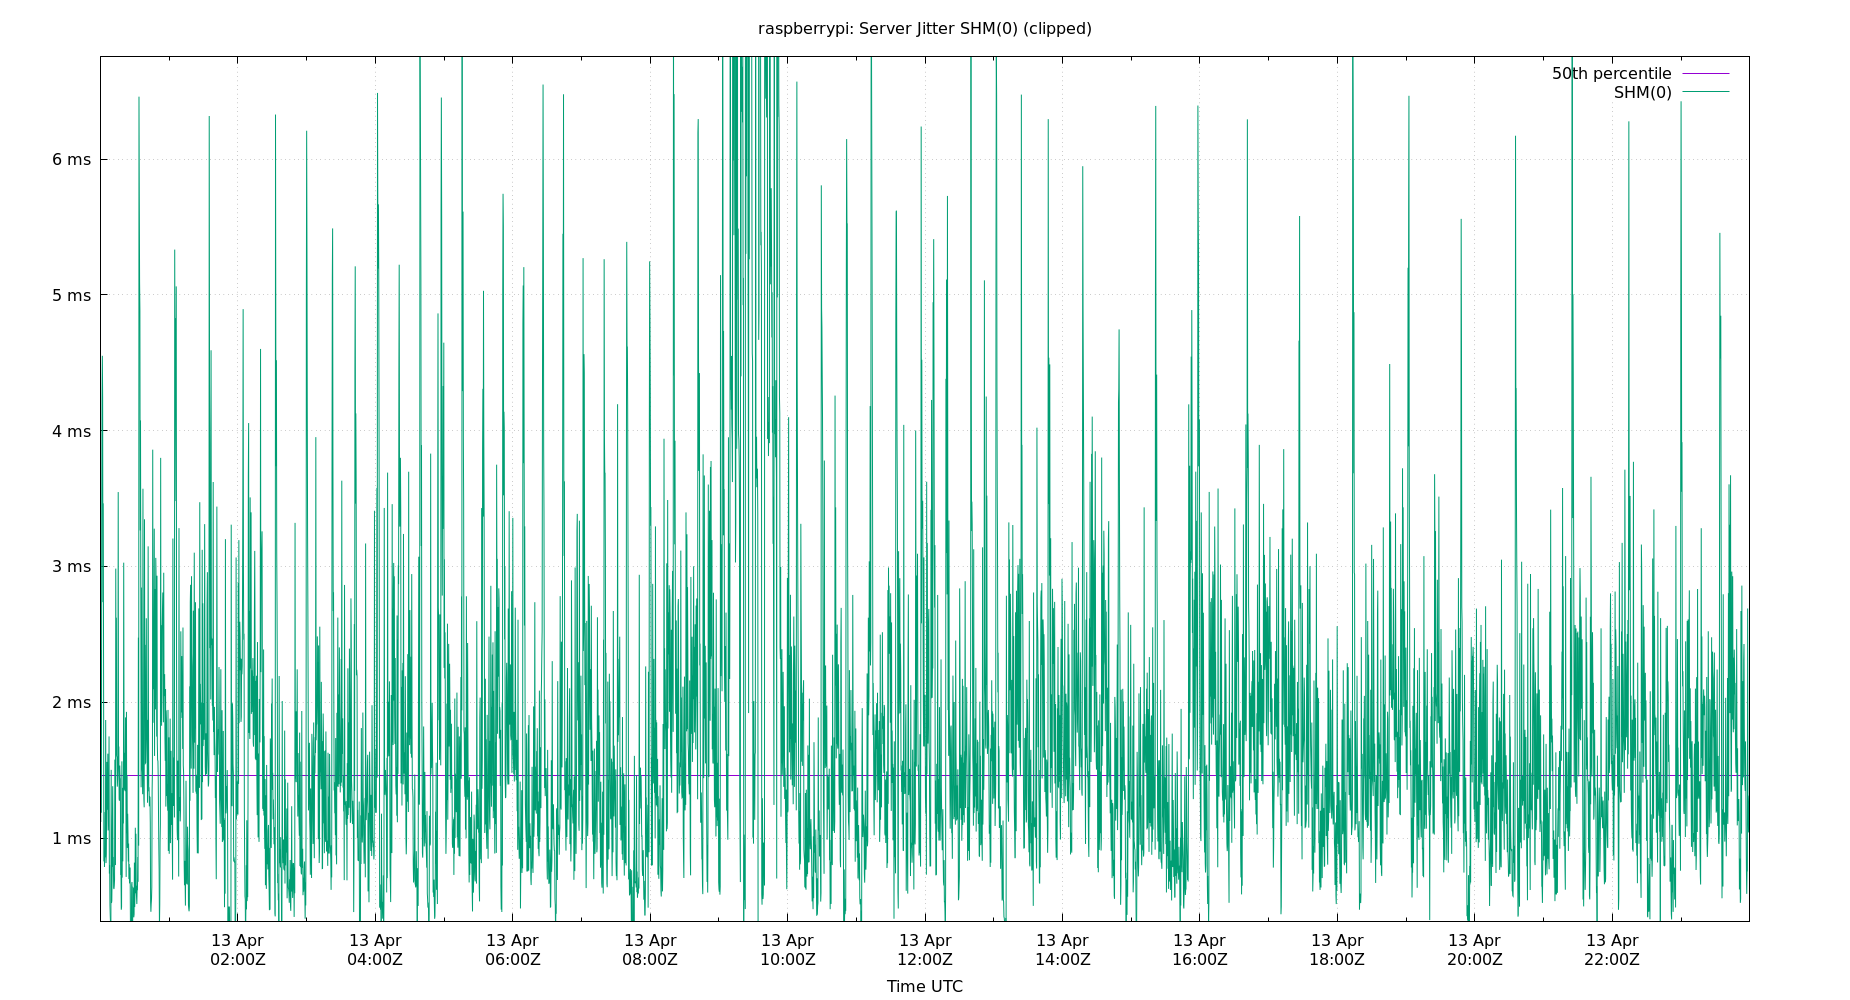 raspberrypi: Server Jitter SHM(0) (clipped)
50th percentile
SHM(0)
6 ms
5 ms
4 ms
3 ms
2 ms
1 ms
13 Apr 13 Apr 13 Apr 13 Apr 13 Apr 13 Apr 13 Apr 13 Apr 13 Apr 13 Apr 13 Apr
02:00Z 04:00Z 06:00Z 08:00Z 10:00Z 12:00Z 14:00Z 16:00Z 18:00Z 20:00Z 22:00Z
Time UTC